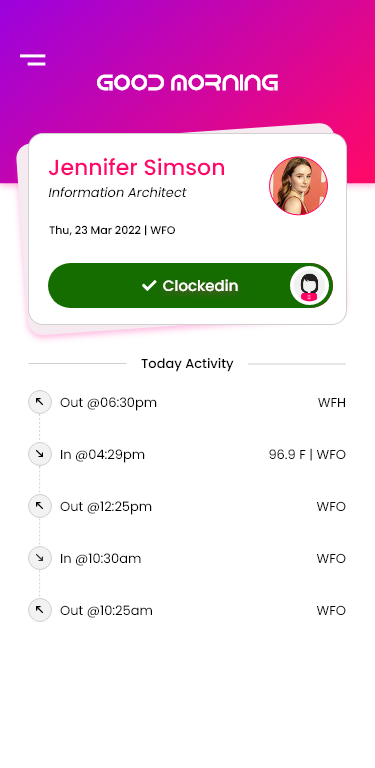 GOOD MORNING
Jennifer Simson
Information Architect
Thu, 23 Mar 2022 | WFO
Clockedin
Today Activity
Out @06:30pm WFH
In @04:29pm 96.9 F | WFO
Out @12:25pm WFO
In @10:30am WFO
Out @10:25am WFO